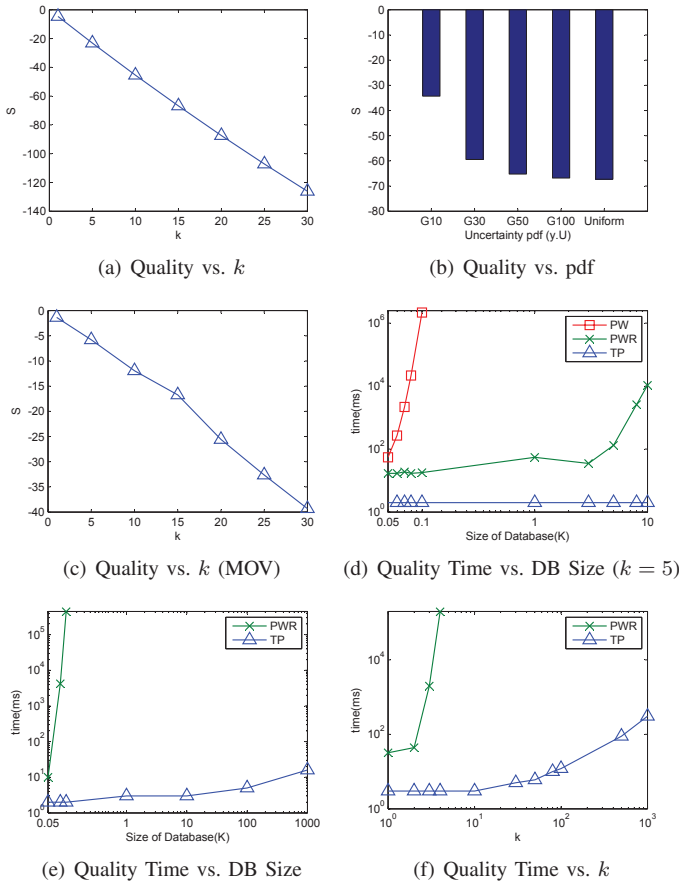 0
-20
-40
-60
-80
-100
-120
-140
S
0 5 10 15 20 25 30
k
(a) Quality vs. k
0
-10
-20
-30
-40
-50
-60
-70
-80
S
G10 G30 G50 G100 Uniform
Uncertainty pdf (y.U)
(b) Quality vs. pdf
0
-5
-10
-15
-20
-25
-30
-35
-40
S
0 5 10 15 20 25 30
k
(c) Quality vs. k (MOV)
10^6
10^4
10^2
10^0
time(ms)
PW
PWR
TP
0.05 0.1 1 10
Size of Database(K)
(d) Quality Time vs. DB Size (k = 5)
10^5
10^4
10^3
10^2
10^1
10^0
time(ms)
PWR
TP
0.05 1 10 100 1000
Size of Database(K)
(e) Quality Time vs. DB Size
10^4
10^2
10^0
time(ms)
PWR
TP
10^0 10^1 10^2 10^3
k
(f) Quality Time vs. k